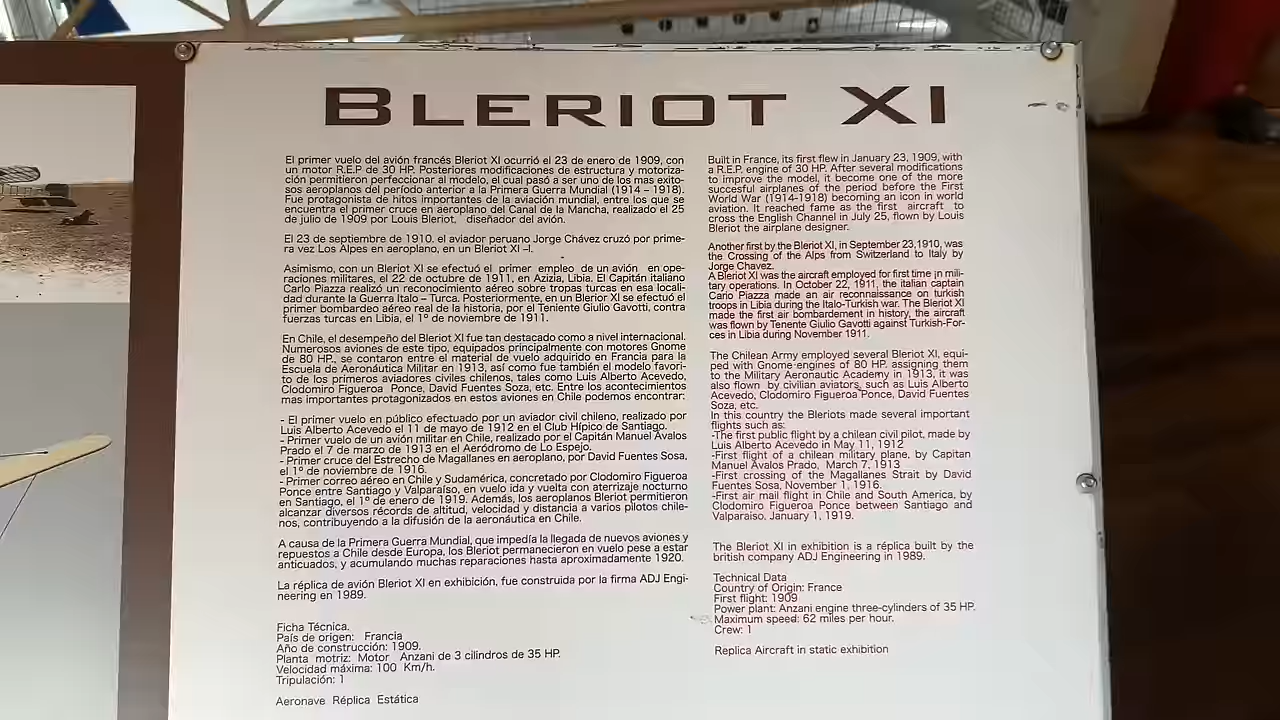 BLERIOT XI
El primer vuelo del avión francés Bleriot XI ocurrió el 23 de enero de 1909, con
un motor R.E.P de 30 HP. Posteriores modificaciones de estructura y motoriza-
ción permitieron perfeccionar al modelo, el cual pasó a ser uno de los mas exito-
sos aeroplanos del período anterior a la Primera Guerra Mundial (1914 – 1918).
Fue protagonista de hitos importantes de la aviación mundial, entre los que se
encuentra el primer cruce en aeroplano del Canal de la Mancha, realizado el 25
de julio de 1909 por Louis Bleriot, diseñador del avión.
El 23 de septiembre de 1910, el aviador peruano Jorge Chávez cruzó por prime-
ra vez Los Alpes en aeroplano, en un Bleriot XI –I.
Asimismo, con un Bleriot XI se efectuó el primer empleo de un avión en ope-
raciones militares, el 22 de octubre de 1911, en Azizia, Libia. El Capitán italiano
Carlo Piazza realizó un reconocimiento aéreo sobre tropas turcas en esa locali-
dad durante la Guerra Italo – Turca. Posteriormente, en un Blerior XI se efectuó el
primer bombardeo aéreo real de la historia, por el Teniente Giulio Gavotti, contra
fuerzas turcas en Libia, el 1º de noviembre de 1911.
En Chile, el desempeño del Bleriot XI fue tan destacado como a nivel internacional.
Numerosos aviones de este tipo, equipados principalmente con motores Gnome
de 80 HP., se contaron entre el material de vuelo adquirido en Francia para la
Escuela de Aeronáutica Militar en 1913, así como fue también el modelo favori-
to de los primeros aviadores civiles chilenos, tales como Luis Alberto Acevedo,
Clodomiro Figueroa Ponce, David Fuentes Soza, etc. Entre los acontecimientos
mas importantes protagonizados en estos aviones en Chile podemos encontrar:
- El primer vuelo en público efectuado por un aviador civil chileno, realizado por
Luis Alberto Acevedo el 11 de mayo de 1912 en el Club Hípico de Santiago.
- Primer vuelo de un avión militar en Chile, realizado por el Capitán Manuel Avalos
Prado el 7 de marzo de 1913 en el Aeródromo de Lo Espejo.
- Primer cruce del Estrecho de Magallanes en aeroplano, por David Fuentes Sosa,
el 1º de noviembre de 1916.
- Primer correo aéreo en Chile y Sudamérica, concretado por Clodomiro Figueroa
Ponce entre Santiago y Valparaíso, en vuelo ida y vuelta con aterrizaje nocturno
en Santiago, el 1º de enero de 1919. Además, los aeroplanos Bleriot permitieron
alcanzar diversos récords de altitud, velocidad y distancia a varios pilotos chile-
nos, contribuyendo a la difusión de la aeronáutica en Chile.
A causa de la Primera Guerra Mundial, que impedía la llegada de nuevos aviones y
repuestos a Chile desde Europa, los Bleriot permanecieron en vuelo pese a estar
anticuados, y acumulando muchas reparaciones hasta aproximadamente 1920.
La réplica de avión Bleriot XI en exhibición, fue construida por la firma ADJ Engi-
neering en 1989.
Ficha Técnica.
País de origen: Francia
Año de construcción: 1909.
Planta motriz: Motor Anzani de 3 cilindros de 35 HP.
Velocidad máxima: 100 Km/h.
Tripulación: 1
Aeronave Réplica Estática
Built in France, its first flew in January 23, 1909, with
a R.E.P. engine of 30 HP. After several modifications
to improve the model, it become one of the more
succesful airplanes of the period before the First
World War (1914-1918) becoming an icon in world
aviation. It reached fame as the first aircraft to
cross the English Channel in July 25, flown by Louis
Bleriot the airplane designer.
Another first by the Bleriot XI, in September 23,1910, was
the Crossing of the Alps from Switzerland to Italy by
Jorge Chavez.
A Bleriot XI was the aircraft employed for first time in mili-
tary operations. In October 22, 1911, the italian captain
Carlo Piazza made an air reconnaissance on turkish
troops in Libia during the Italo-Turkish war. The Bleriot XI
made the first air bombardement in history, the aircraft
was flown by Tenente Giulio Gavotti against Turkish-For-
ces in Libia during November 1911.
The Chilean Army employed several Bleriot XI, equi-
ped with Gnome-engines of 80 HP. assigning them
to the Military Aeronautic Academy in 1913, it was
also flown by civilian aviators, such as Luis Alberto
Acevedo, Clodomiro Figueroa Ponce, David Fuentes
Soza, etc.
In this country the Bleriots made several important
flights such as:
-The first public flight by a chilean civil pilot, made by
Luis Alberto Acevedo in May 11, 1912
-First flight of a chilean military plane, by Capitan
Manuel Avalos Prado, March 7, 1913
-First crossing of the Magallanes Strait by David
Fuentes Sosa, November 1, 1916.
-First air mail flight in Chile and South America, by
Clodomiro Figueroa Ponce between Santiago and
Valparaiso. January 1, 1919.
The Bleriot XI in exhibition is a réplica built by the
british company ADJ Engineering in 1989.
Technical Data
Country of Origin: France
First flight: 1909
Power plant: Anzani engine three-cylinders of 35 HP.
Maximum speed: 62 miles per hour.
Crew: 1
Replica Aircraft in static exhibition